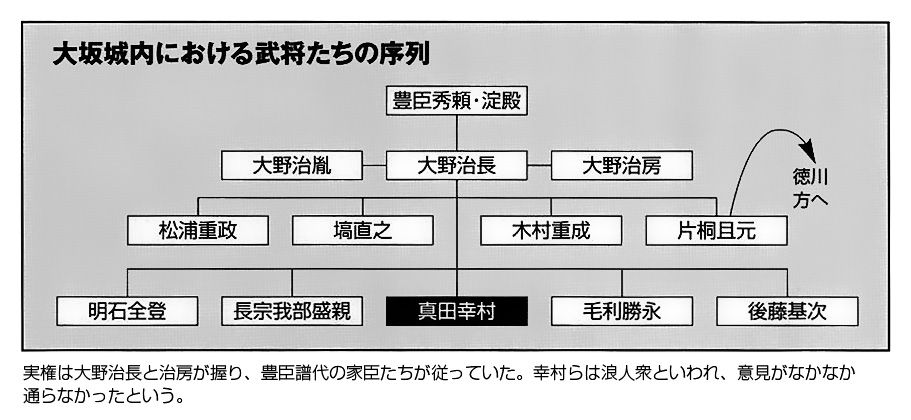 大坂城内における武将たちの序列
豊臣秀頼・淀殿
大野治胤
大野治長
大野治房
徳川
方へ
松浦重政
塙直之
木村重成
片桐且元
明石全登
長宗我部盛親
真田幸村
毛利勝永
後藤基次
実権は大野治長と治房が握り、豊臣譜代の家臣たちが従っていた。幸村らは浪人衆といわれ、意見がなかなか
通らなかったという。